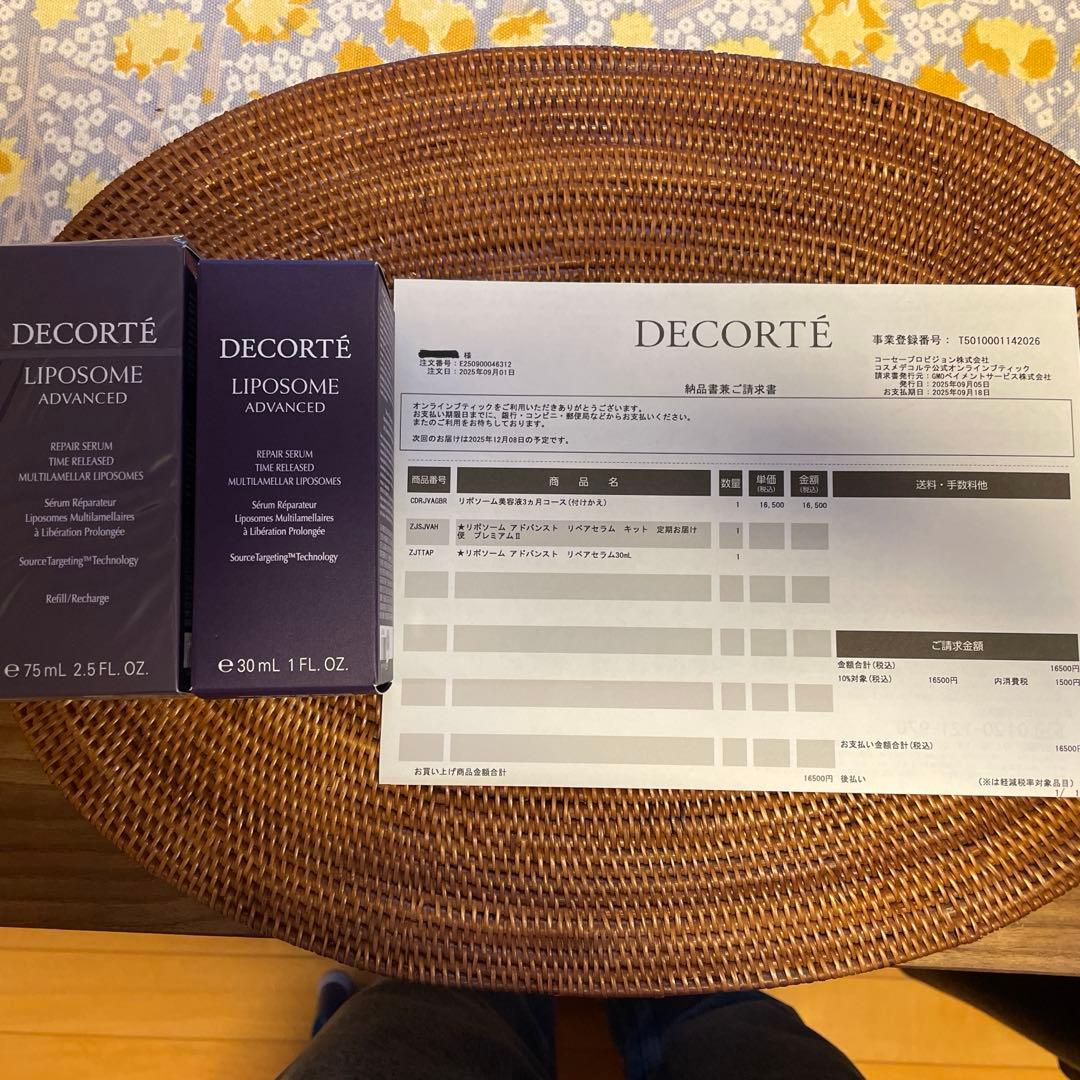 DECORTÉ
LIPOSOME
ADVANCED
REPAIR SERUM
TIME RELEASED
MULTILAMELLAR LIPOSOMES
Sérum Réparateur
Liposomes Multilamellaires
à Libération Prolongée
SourceTargeting™Technology
Refill/Recharge
℮75 mL 2.5 FL. OZ.
DECORTÉ
LIPOSOME
ADVANCED
REPAIR SERUM
TIME RELEASED
MULTILAMELLAR LIPOSOMES
Sérum Réparateur
Liposomes Multilamellaires
à Libération Prolongée
SourceTargeting™Technology
℮30 mL 1 FL. OZ.
DECORTÉ
事業登録番号： T5010001142026
様
注文番号：E250900046312
注文日：2025年09月01日
コーセープロビジョン株式会社
コスメデコルテ公式オンラインブティック
請求書発行元：GMOペイメントサービス株式会社
発行日：2025年09月05日
お支払期日：2025年09月18日
納品書兼ご請求書
オンラインブティックをご利用いただきありがとうございます。
お支払い期限日までに、銀行・コンビニ・郵便局などからお支払いください。
またのご利用をお待ちしております。
次回のお届けは2025年12月08日の予定です。
商品番号 商品名 数量 単価(税込) 金額(税込) 送料・手数料他
CDRJVAGBR リポソーム美容液3ヵ月コース(付けかえ) 1 16,500 16,500
ZJSJVAH ★リポソーム アドバンスト リペアセラム キット 定期お届け 1
便 プレミアムⅡ
ZJTTAP ★リポソーム アドバンスト リペアセラム30mL 1
ご請求金額
金額合計(税込) 16500円
10%対象(税込) 16500円 内消費税 1500円
お支払い金額合計(税込) 16500円
お買い上げ商品金額合計 16500円 後払い
(※は軽減税率対象品目)
1/ 1